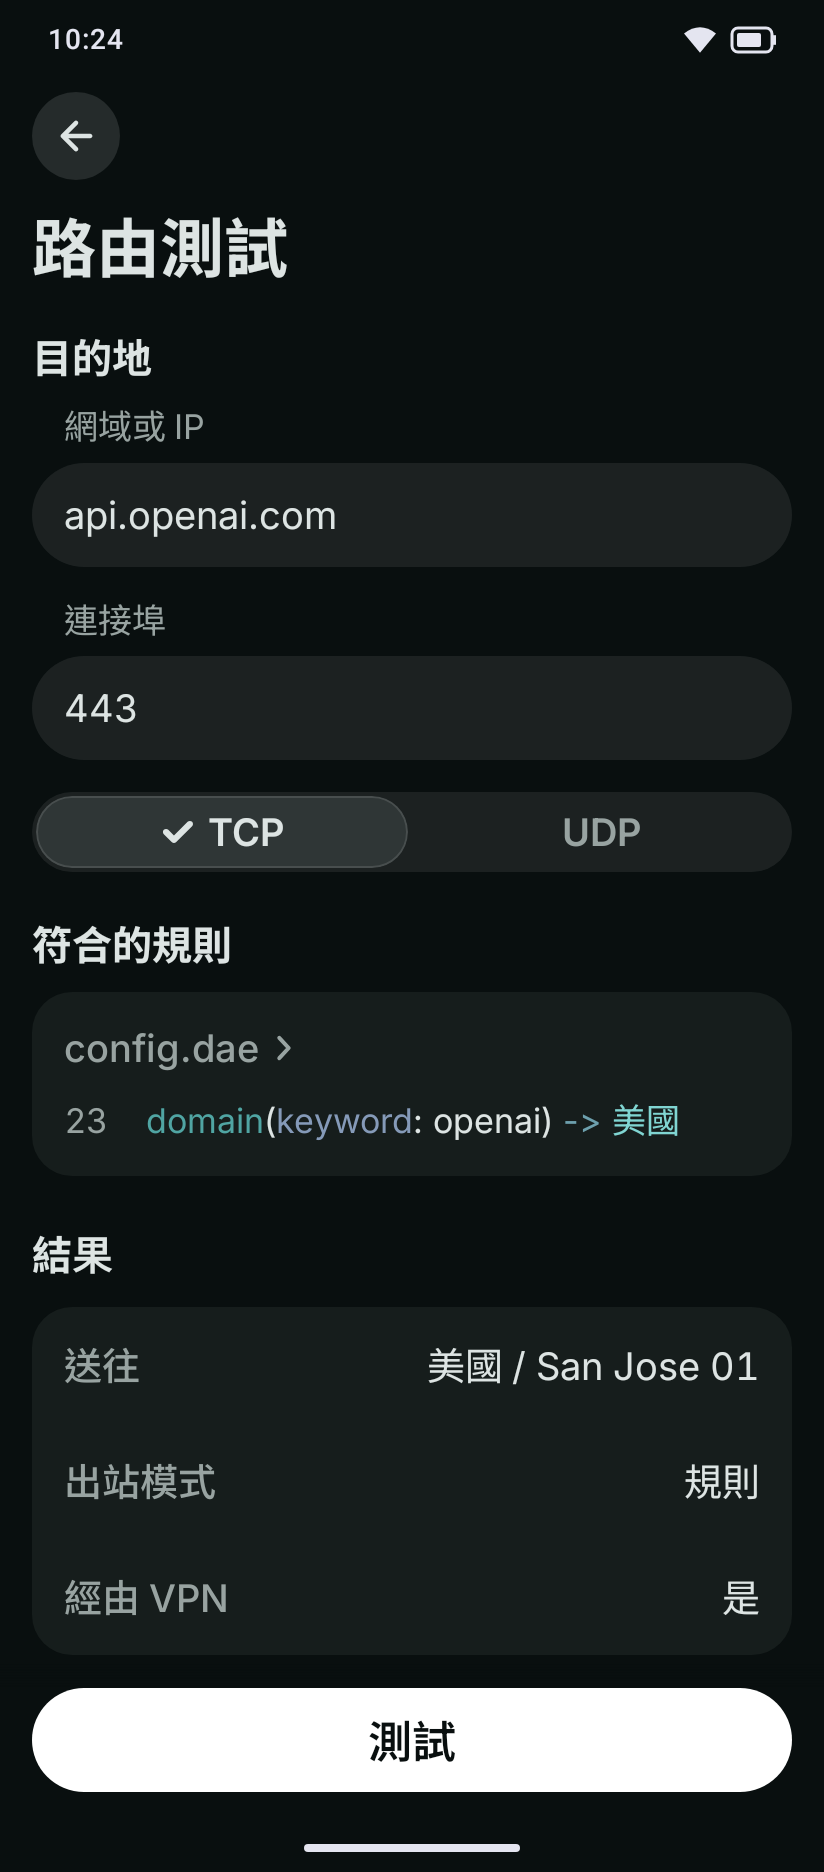 10:24
路由測試
目的地
網域或 IP
api.openai.com
連接埠
443
TCP
UDP
符合的規則
config.dae
23 domain(keyword: openai) -> 美國
結果
送往 美國 / San Jose 01
出站模式 規則
經由 VPN 是
測試